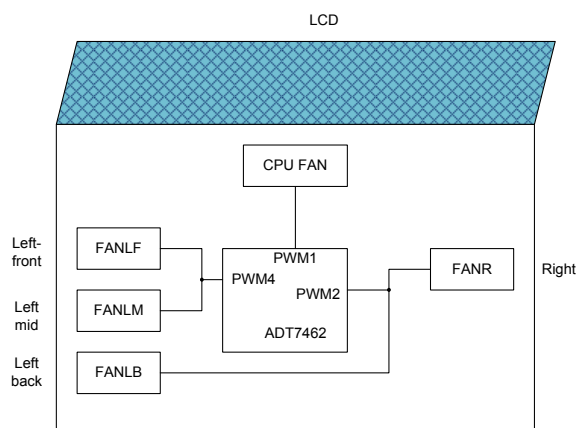 LCD
CPU FAN
Left-
front
FANLF
PWM1
PWM4
FANR
Right
PWM2
Left
mid
FANLM
ADT7462
Left
back
FANLB